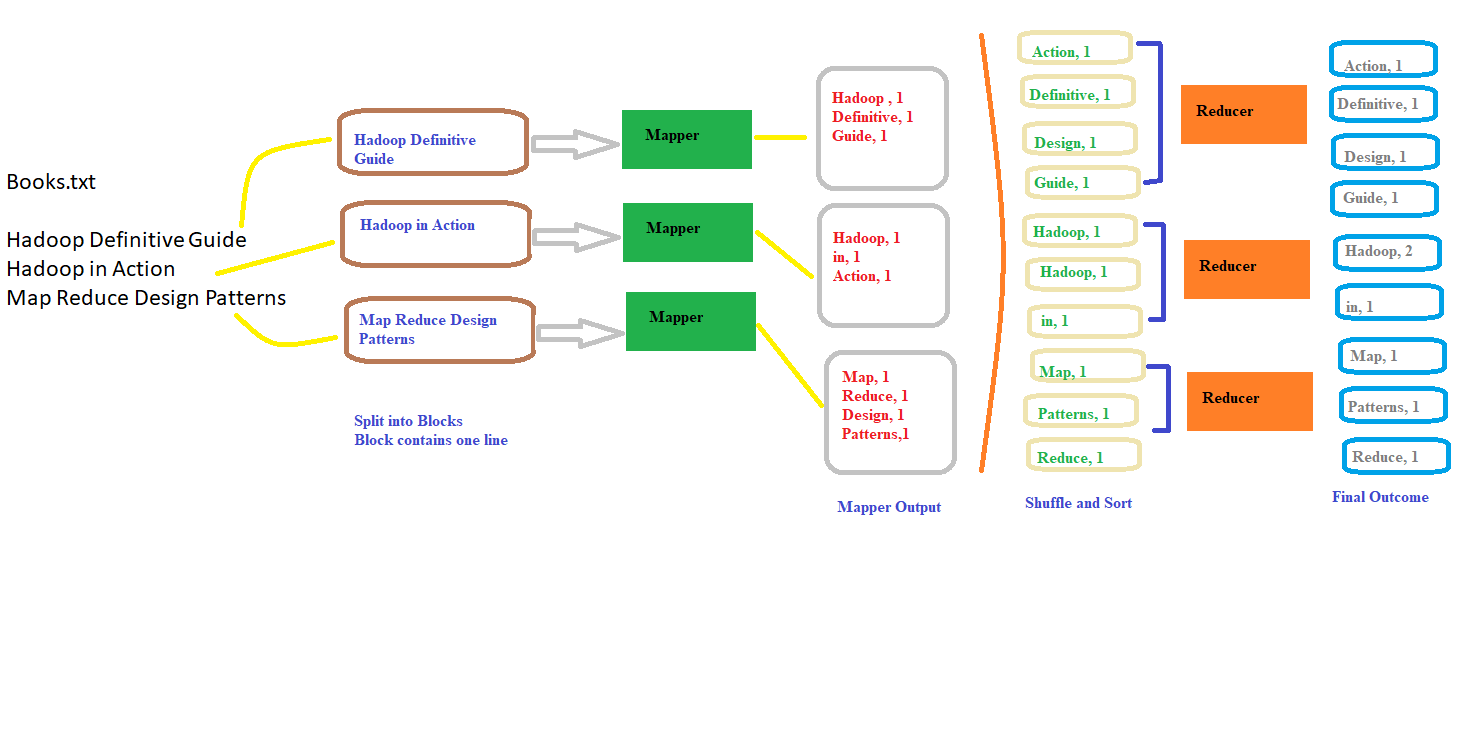 Books.txt
Hadoop Definitive Guide
Hadoop in Action
Map Reduce Design Patterns
Hadoop Definitive
Guide
Hadoop in Action
Map Reduce Design
Patterns
Split into Blocks
Block contains one line
Mapper
Mapper
Mapper
Hadoop , 1
Definitive, 1
Guide, 1
Hadoop, 1
in, 1
Action, 1
Map, 1
Reduce, 1
Design, 1
Patterns,1
Mapper Output
Action, 1
Definitive, 1
Design, 1
Guide, 1
Hadoop, 1
Hadoop, 1
in, 1
Map, 1
Patterns, 1
Reduce, 1
Shuffle and Sort
Reducer
Reducer
Reducer
Action, 1
Definitive, 1
Design, 1
Guide, 1
Hadoop, 2
in, 1
Map, 1
Patterns, 1
Reduce, 1
Final Outcome